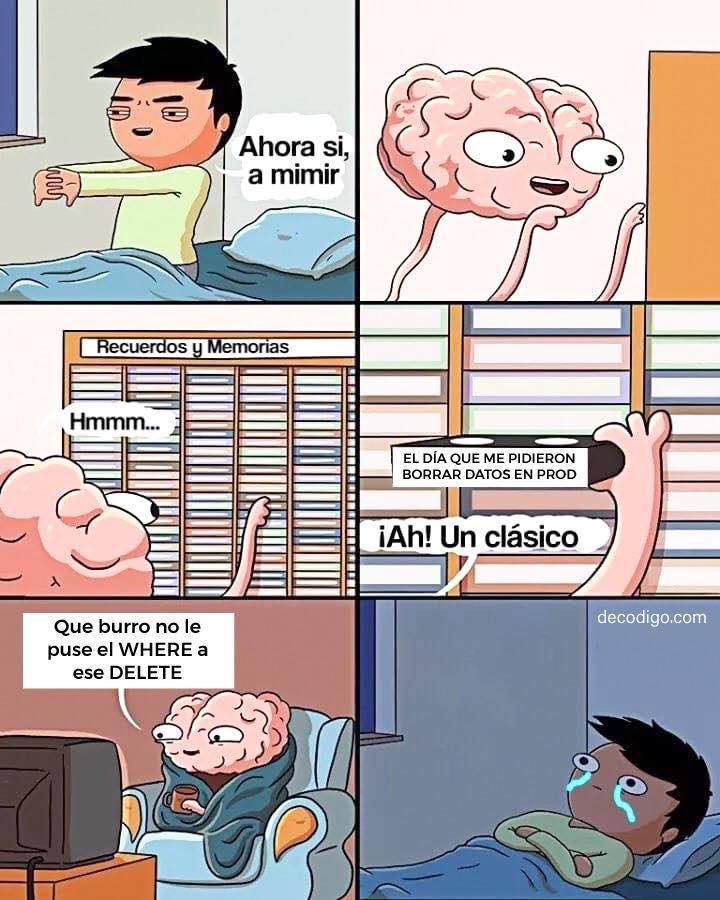 Ahora si,
a mimir
Recuerdos y Memorias
Hmmm...
EL DÍA QUE ME PIDIERON
BORRAR DATOS EN PROD
¡Ah! Un clásico
Que burro no le
puse el WHERE a
ese DELETE
decodigo.com